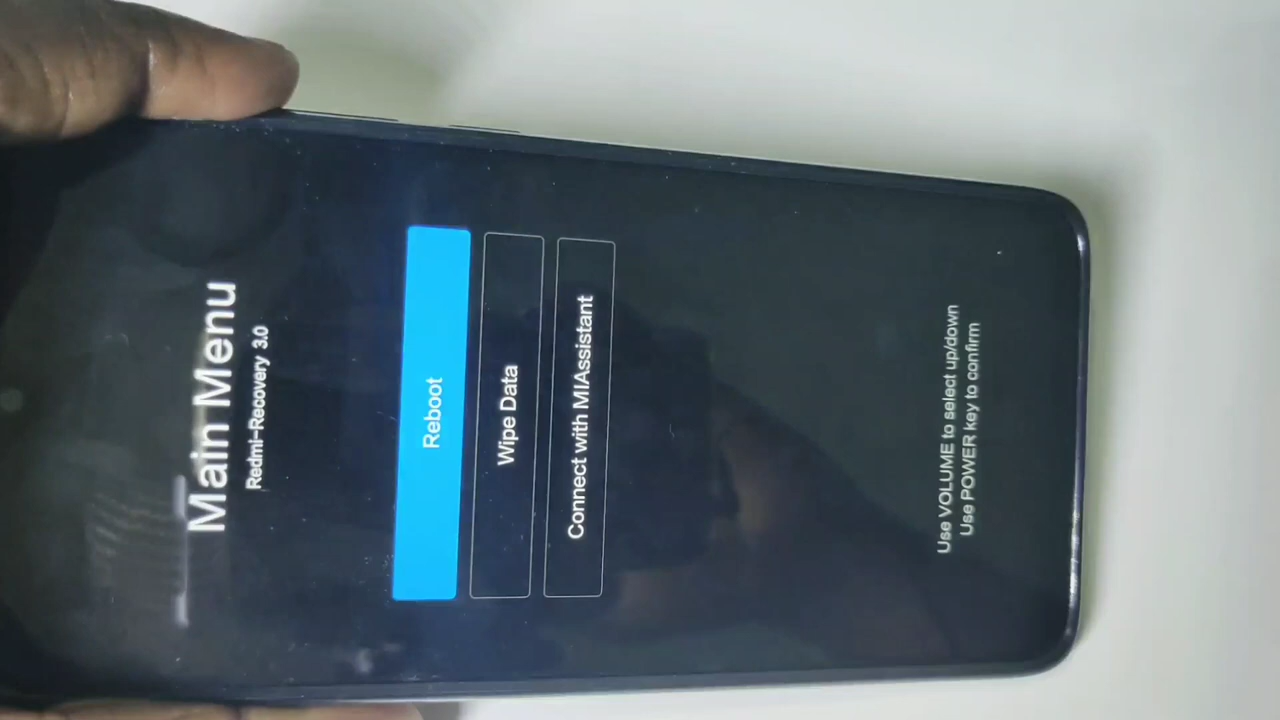 Main Menu
Redmi-Recovery 3.0
Reboot
Wipe Data
Connect with MIAssistant
Use VOLUME to select up/down
Use POWER key to confirm